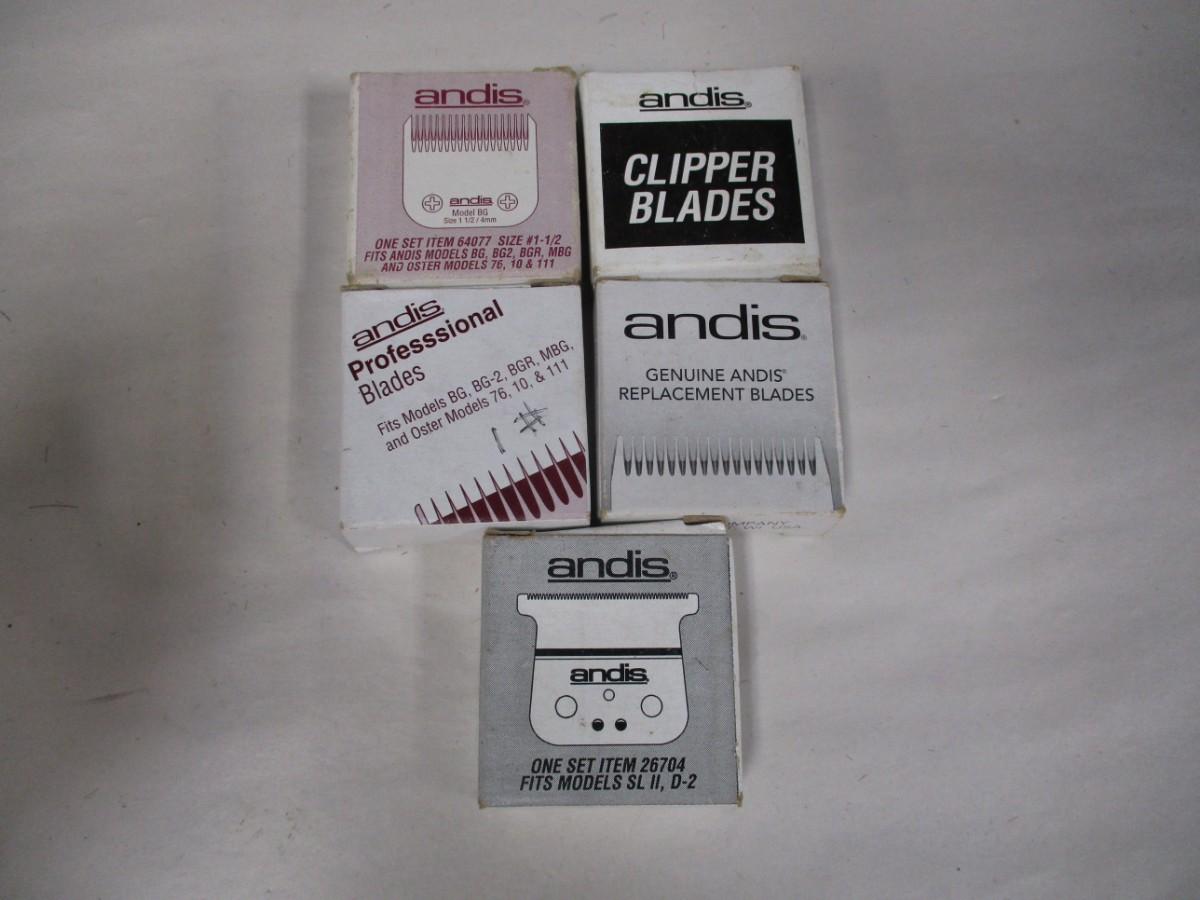 andis®
andis
Model BG
Size 1 1/2 / 4mm
ONE SET ITEM 64077 SIZE #1-1/2
FITS ANDIS MODELS BG, BG2, BGR, MBG
AND OSTER MODELS 76, 10 & 111
andis®
CLIPPER
BLADES
andis
Professsional
Blades
Fits Models BG, BG-2, BGR, MBG,
and Oster Models 76, 10, & 111
1 #
andis®
GENUINE ANDIS®
REPLACEMENT BLADES
andis®
andis
ONE SET ITEM 26704
FITS MODELS SL II, D-2